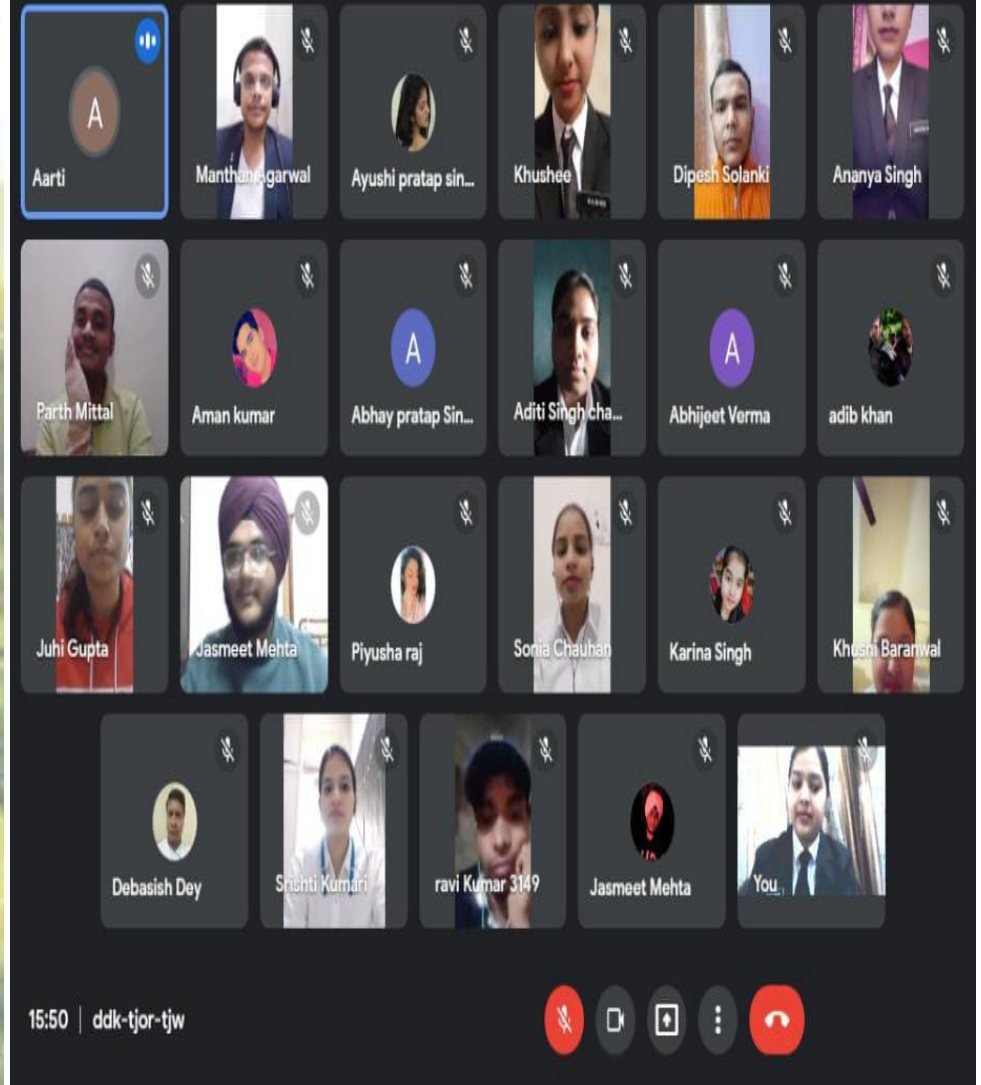 A
Aarti
Manthan Agarwal
Ayushi pratap sin...
Khushee
Dipesh Solanki
Ananya Singh
Parth Mittal
Aman kumar
A
Abhay pratap Sin...
Aditi Singh cha...
A
Abhijeet Verma
adib khan
Juhi Gupta
Jasmeet Mehta
Piyusha raj
Sonia Chauhan
Karina Singh
Khushi Baranwal
Debasish Dey
Srishti Kumari
ravi Kumar 3149
Jasmeet Mehta
You
15:50 | ddk-tjor-tjw